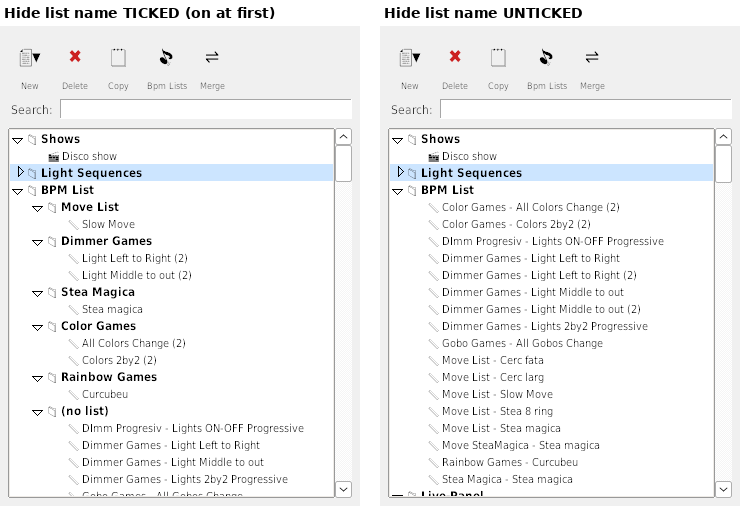 Hide list name TICKED (on at first)
New
Delete
Copy
Bpm Lists
Merge
Search:
Shows
Disco show
Light Sequences
BPM List
Move List
Slow Move
Dimmer Games
Light Left to Right (2)
Light Middle to out (2)
Stea Magica
Stea magica
Color Games
All Colors Change (2)
Colors 2by2 (2)
Rainbow Games
Curcubeu
(no list)
DImm Progresiv - Lights ON-OFF Progressive
Dimmer Games - Light Left to Right
Dimmer Games - Light Middle to out
Dimmer Games - Lights 2by2 Progressive
Gobo Games - All Gobos Change
Hide list name UNTICKED
New
Delete
Copy
Bpm Lists
Merge
Search:
Shows
Disco show
Light Sequences
BPM List
Color Games - All Colors Change (2)
Color Games - Colors 2by2 (2)
DImm Progresiv - Lights ON-OFF Progressive
Dimmer Games - Light Left to Right
Dimmer Games - Light Left to Right (2)
Dimmer Games - Light Middle to out
Dimmer Games - Light Middle to out (2)
Dimmer Games - Lights 2by2 Progressive
Gobo Games - All Gobos Change
Move List - Cerc fata
Move List - Cerc larg
Move List - Slow Move
Move List - Stea 8 ring
Move List - Stea magica
Move SteaMagica - Stea magica
Rainbow Games - Curcubeu
Stea Magica - Stea magica
Live Panel